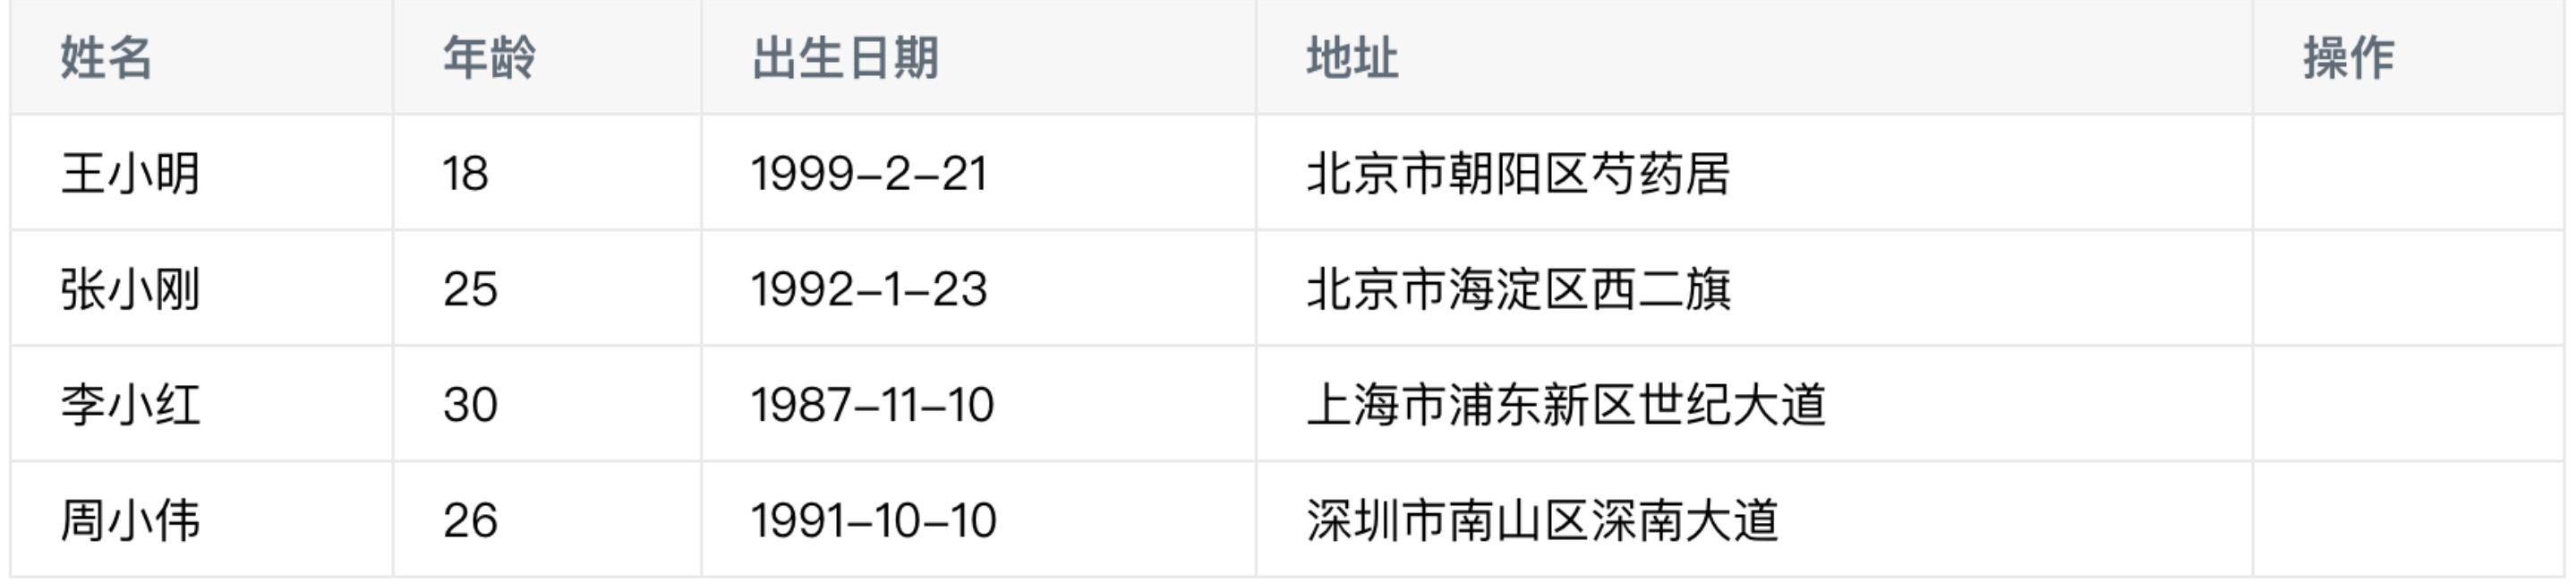 姓名 年龄 出生日期 地址 操作
王小明 18 1999–2–21 北京市朝阳区芍药居
张小刚 25 1992–1–23 北京市海淀区西二旗
李小红 30 1987–11–10 上海市浦东新区世纪大道
周小伟 26 1991–10–10 深圳市南山区深南大道